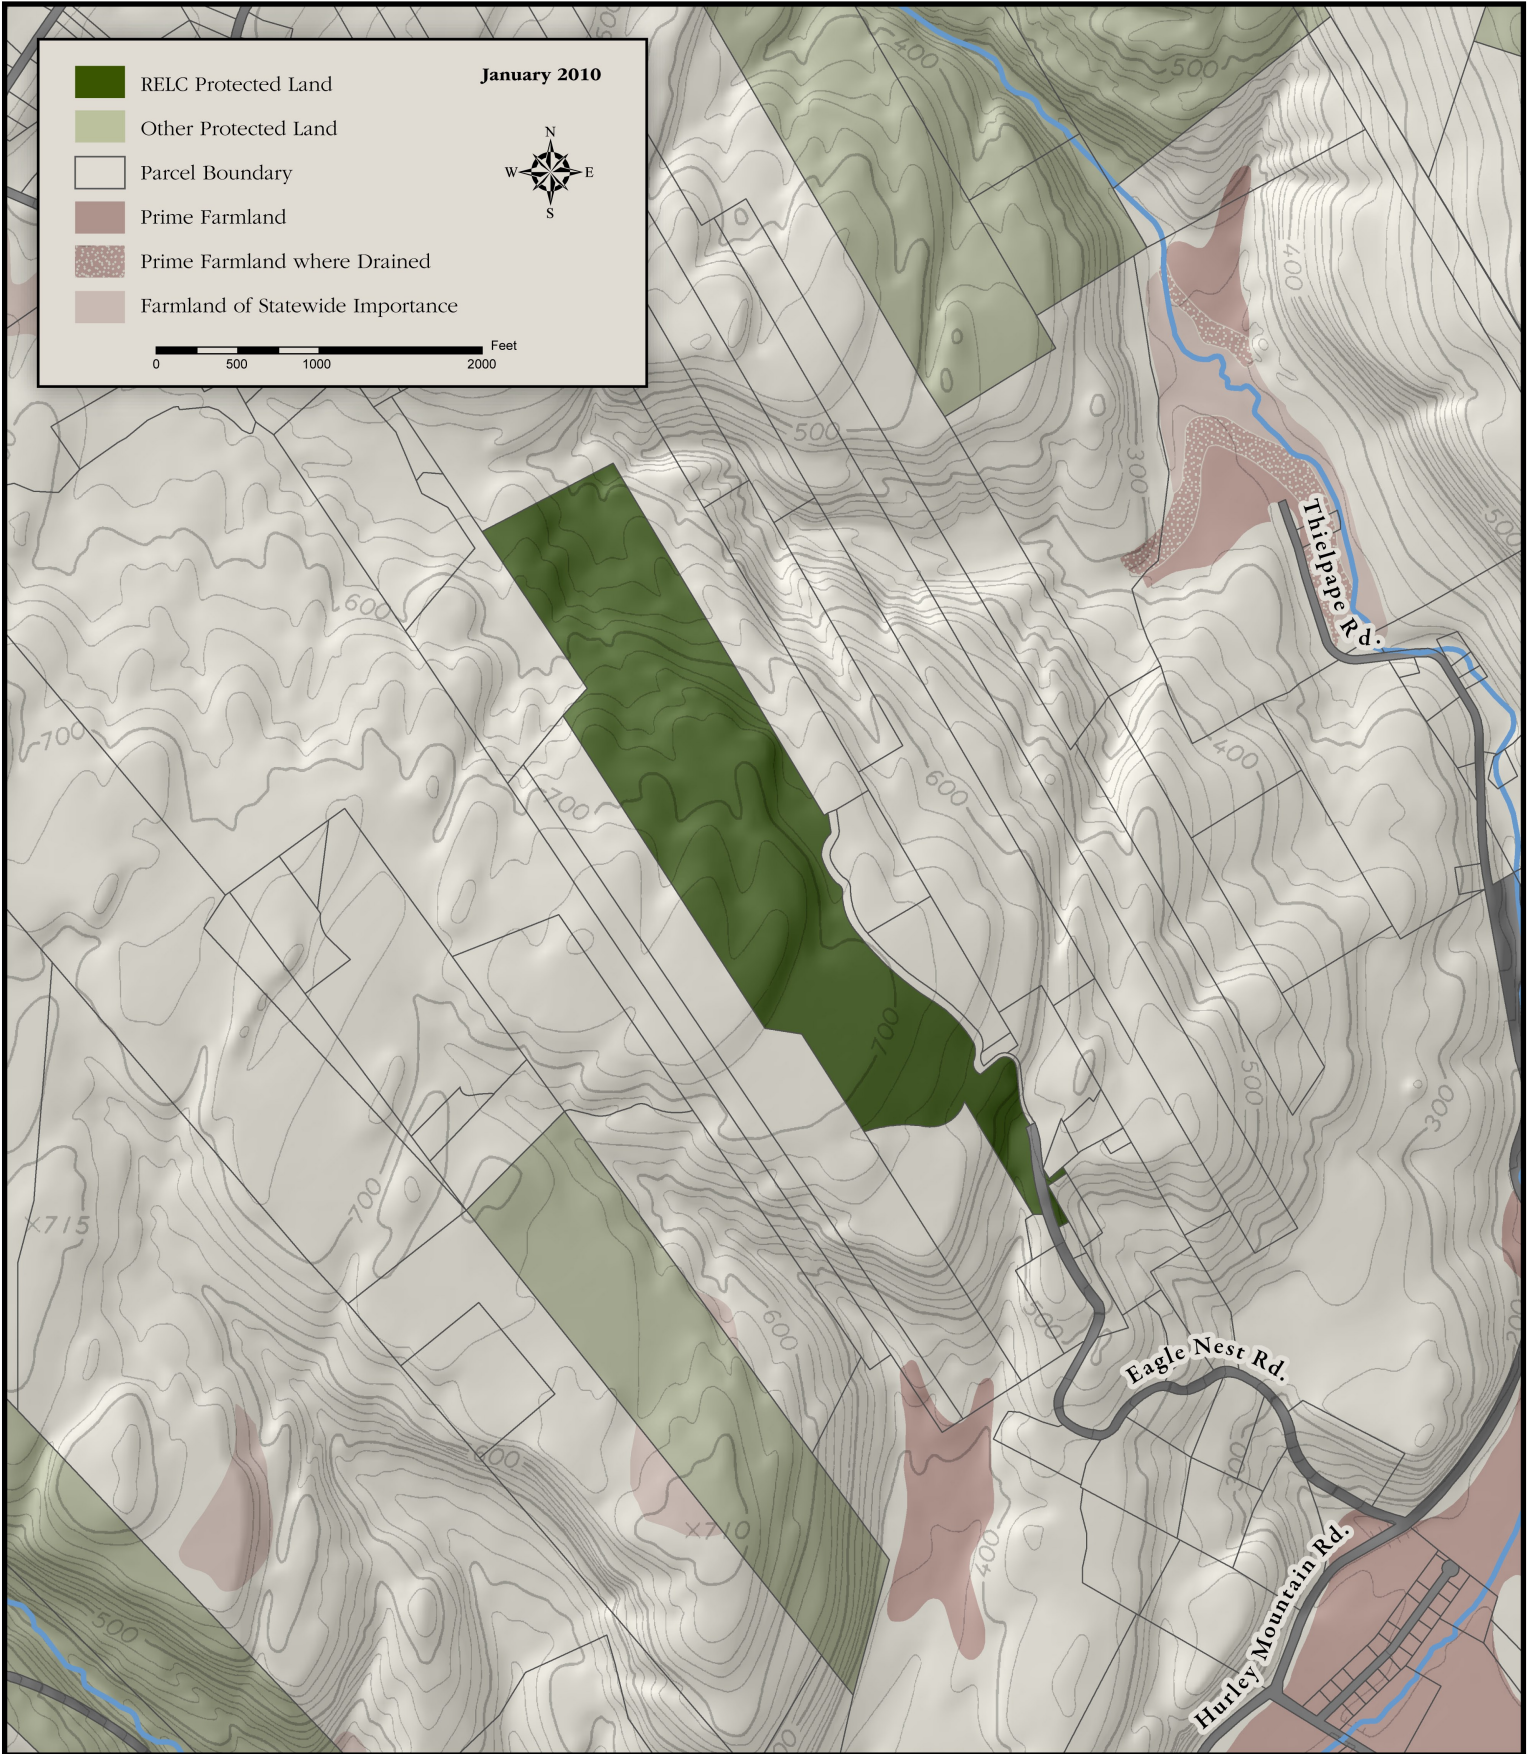 RELC Protected Land
January 2010
Other Protected Land
Parcel Boundary
Prime Farmland
Prime Farmland where Drained
Farmland of Statewide Importance
N
W E
S
Feet
0 500 1000 2000
500
400
500
400
500
300
500
Thielpape Rd.
600
700
700
600
400
700
500
300
700
×715
600
500
200
Eagle Nest Rd.
600
300
×710
400
500
Hurley Mountain Rd.